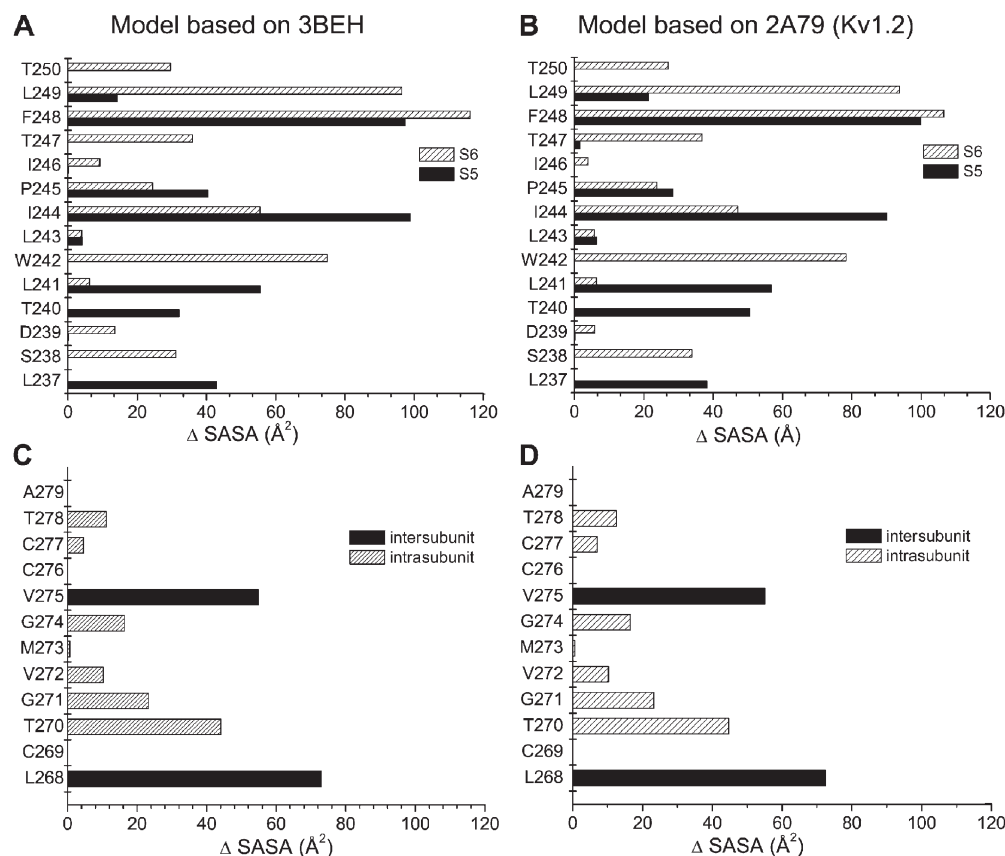 A
Model based on 3BEH
T250
L249
F248
T247
I246
P245
I244
L243
W242
L241
T240
D239
S238
L237
S6
S5
0 20 40 60 80 100 120
Δ SASA (Å²)
B
Model based on 2A79 (Kv1.2)
T250
L249
F248
T247
I246
P245
I244
L243
W242
L241
T240
D239
S238
L237
S6
S5
0 20 40 60 80 100 120
Δ SASA (Å)
C
A279
T278
C277
C276
V275
G274
M273
V272
G271
T270
C269
L268
intersubunit
intrasubunit
0 20 40 60 80 100 120
Δ SASA (Å²)
D
A279
T278
C277
C276
V275
G274
M273
V272
G271
T270
C269
L268
intersubunit
intrasubunit
0 20 40 60 80 100 120
Δ SASA (Å²)